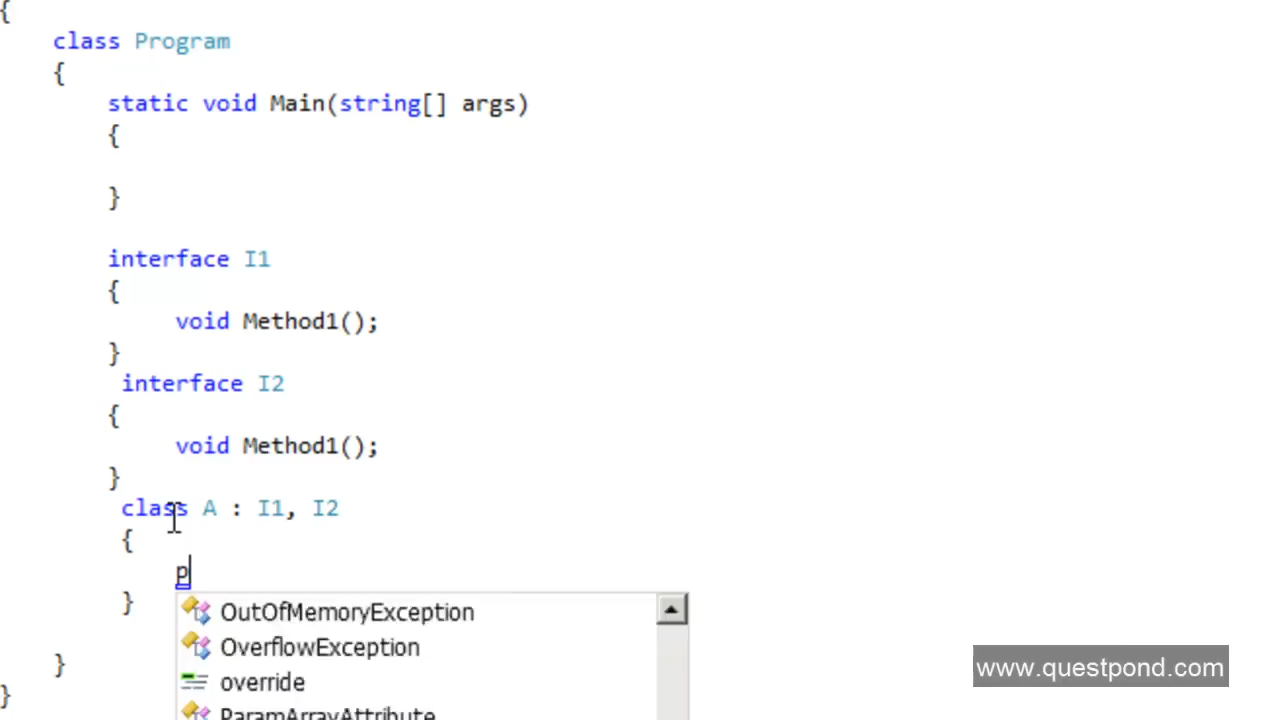 {
class Program
{
static void Main(string[] args)
{
}
interface I1
{
void Method1();
}
interface I2
{
void Method1();
}
class A : I1, I2
{
p
}
OutOfMemoryException
OverflowException
override
ParamArrayAttribute
}
}
www.questpond.com